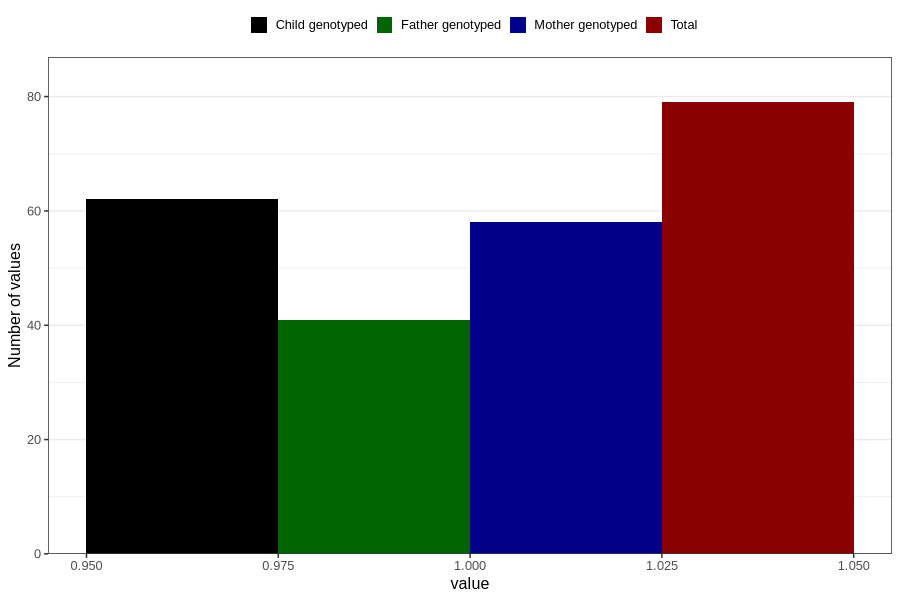 Child genotyped Father genotyped Mother genotyped Total
80
60
40
20
0
Number of values
0.950 0.975 1.000 1.025 1.050
value